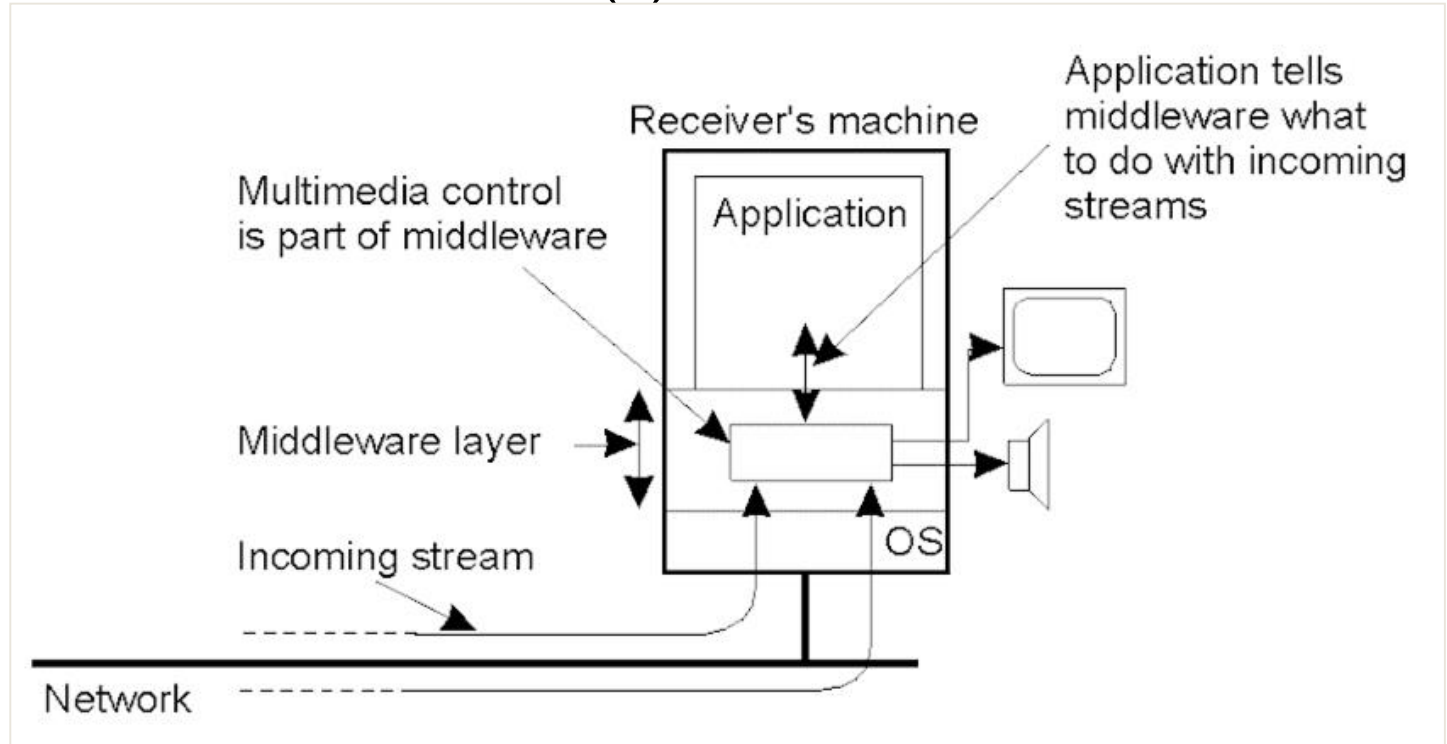 Application tells
middleware what
to do with incoming
streams
Receiver's machine
Multimedia control
is part of middleware
Application
Middleware layer
OS
Incoming stream
Network